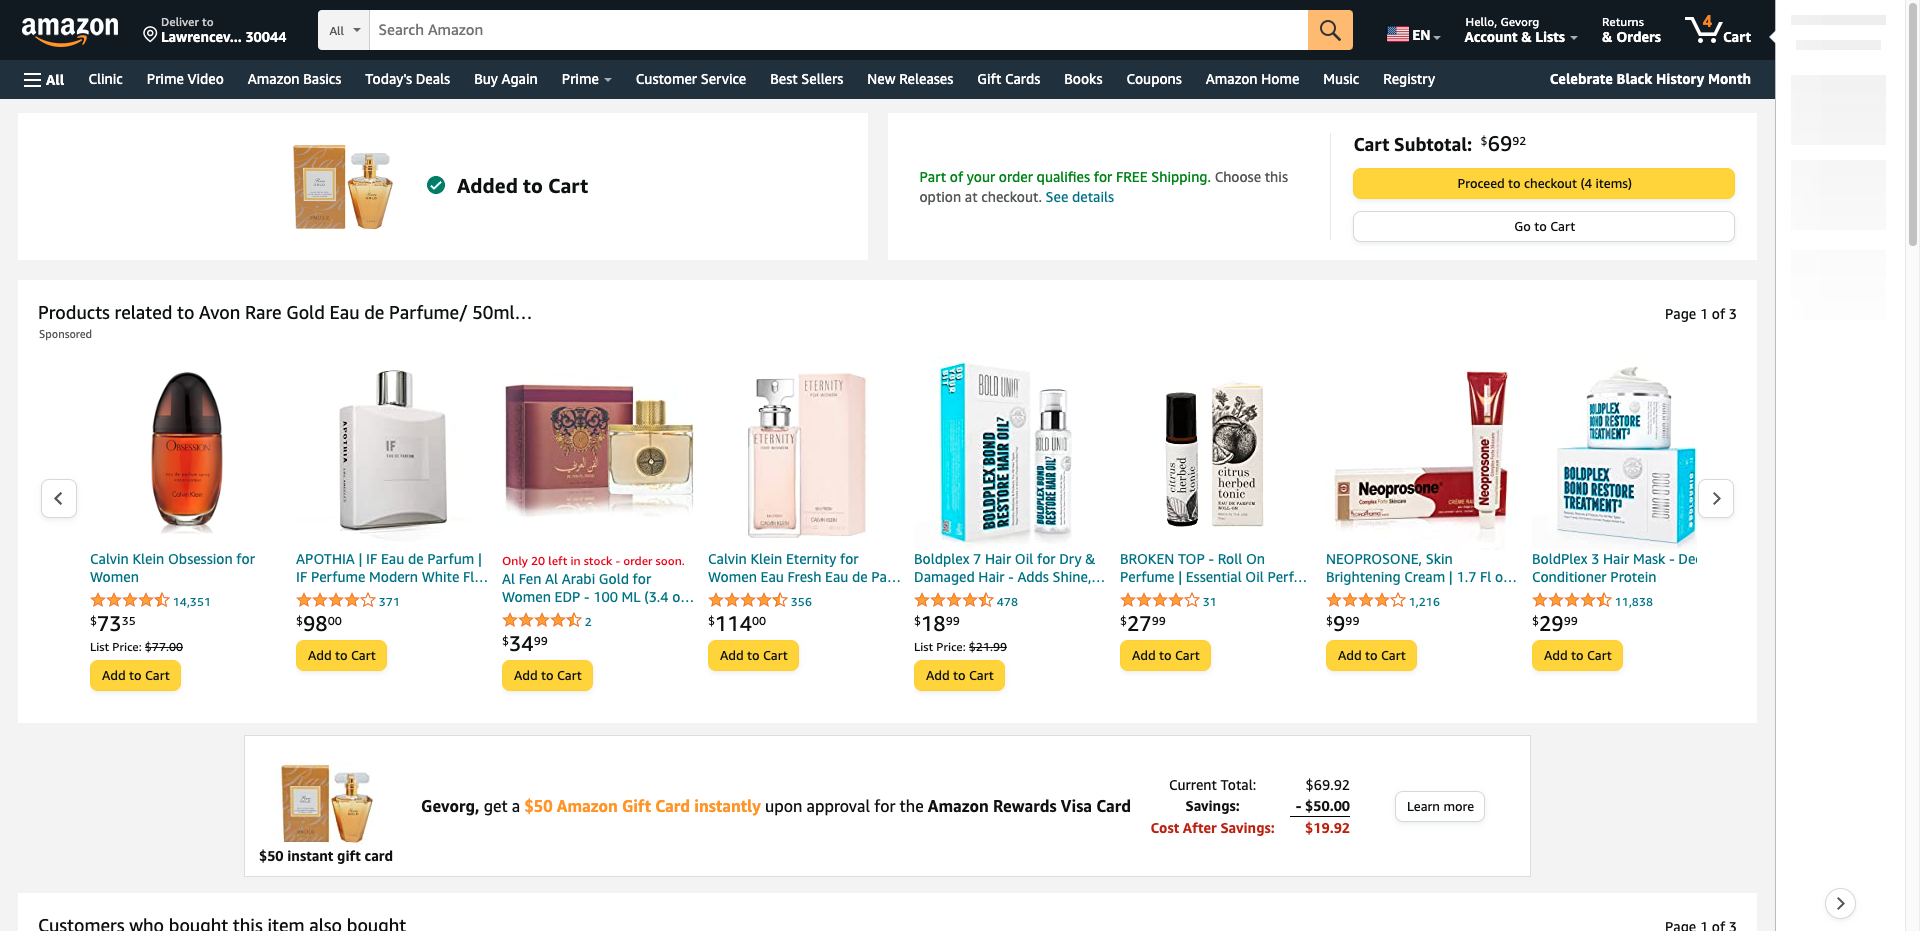 amazon
Deliver to
Lawrencev... 30044
All
Search Amazon
EN
Hello, Gevorg
Account & Lists
Returns
& Orders
4
Cart
All
Clinic
Prime Video
Amazon Basics
Today's Deals
Buy Again
Prime
Customer Service
Best Sellers
New Releases
Gift Cards
Books
Coupons
Amazon Home
Music
Registry
Celebrate Black History Month
Added to Cart
Part of your order qualifies for FREE Shipping. Choose this
option at checkout. See details
Cart Subtotal: $69.92
Proceed to checkout (4 items)
Go to Cart
Products related to Avon Rare Gold Eau de Parfume/ 50ml...
Sponsored
Page 1 of 3
Calvin Klein Obsession for
Women
14,351
$73.35
List Price: $77.00
Add to Cart
APOTHIA | IF Eau de Parfum |
IF Perfume Modern White Fl...
371
$98.00
Add to Cart
Only 20 left in stock - order soon.
Al Fen Al Arabi Gold for
Women EDP - 100 ML (3.4 o...
2
$34.99
Add to Cart
Calvin Klein Eternity for
Women Eau Fresh Eau de Pa...
356
$114.00
Add to Cart
Boldplex 7 Hair Oil for Dry &
Damaged Hair - Adds Shine,...
478
$18.99
List Price: $21.99
Add to Cart
BROKEN TOP - Roll On
Perfume | Essential Oil Perf...
31
$27.99
Add to Cart
NEOPROSONE, Skin
Brightening Cream | 1.7 Fl o...
1,216
$9.99
Add to Cart
BoldPlex 3 Hair Mask - De
Conditioner Protein
11,838
$29.99
Add to Cart
$50 instant gift card
Gevorg, get a $50 Amazon Gift Card instantly upon approval for the Amazon Rewards Visa Card
Current Total: $69.92
Savings: - $50.00
Cost After Savings: $19.92
Learn more
Customers who bought this item also bought
Page 1 of 3